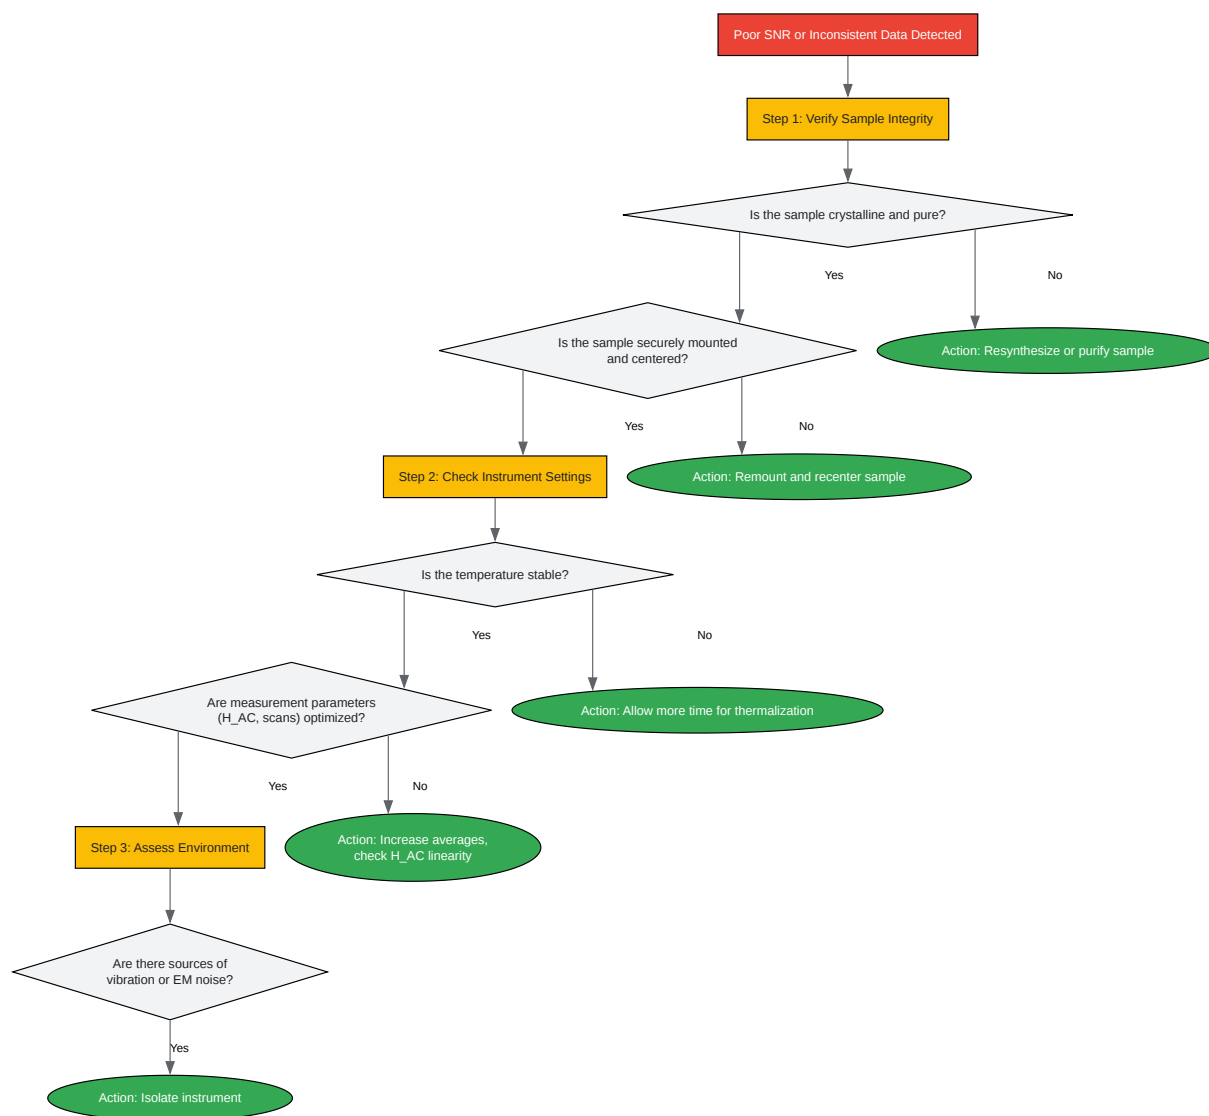 Poor SNR or Inconsistent Data Detected
Step 1: Verify Sample Integrity
Is the sample crystalline and pure?
Yes
No
Is the sample securely mounted
and centered?
Action: Resynthesize or purify sample
Yes
No
Step 2: Check Instrument Settings
Action: Remount and recenter sample
Is the temperature stable?
Yes
No
Are measurement parameters
(H_AC, scans) optimized?
Action: Allow more time for thermalization
Yes
No
Step 3: Assess Environment
Action: Increase averages,
check H_AC linearity
Are there sources of
vibration or EM noise?
Yes
Action: Isolate instrument